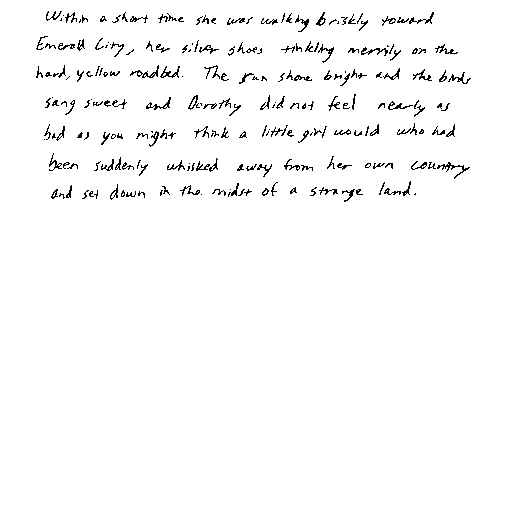 Within a short time she was walking briskly toward
Emerald City, her silver shoes tinkling merrily on the
hard, yellow roadbed. The sun shone bright and the birds
sang sweet and Dorothy did not feel nearly as
bad as you might think a little girl would who had
been suddenly whisked away from her own country
and set down in the midst of a strange land.